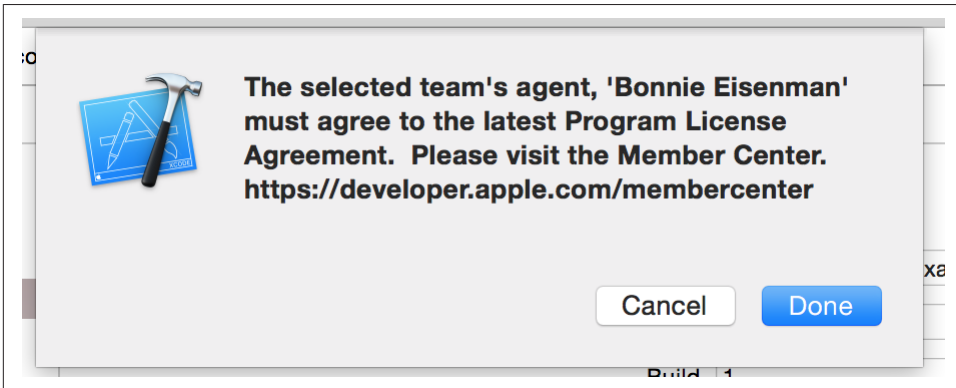 The selected team's agent, 'Bonnie Eisenman'
must agree to the latest Program License
Agreement.  Please visit the Member Center.
https://developer.apple.com/membercenter
XCODE
Cancel Done
Build 1